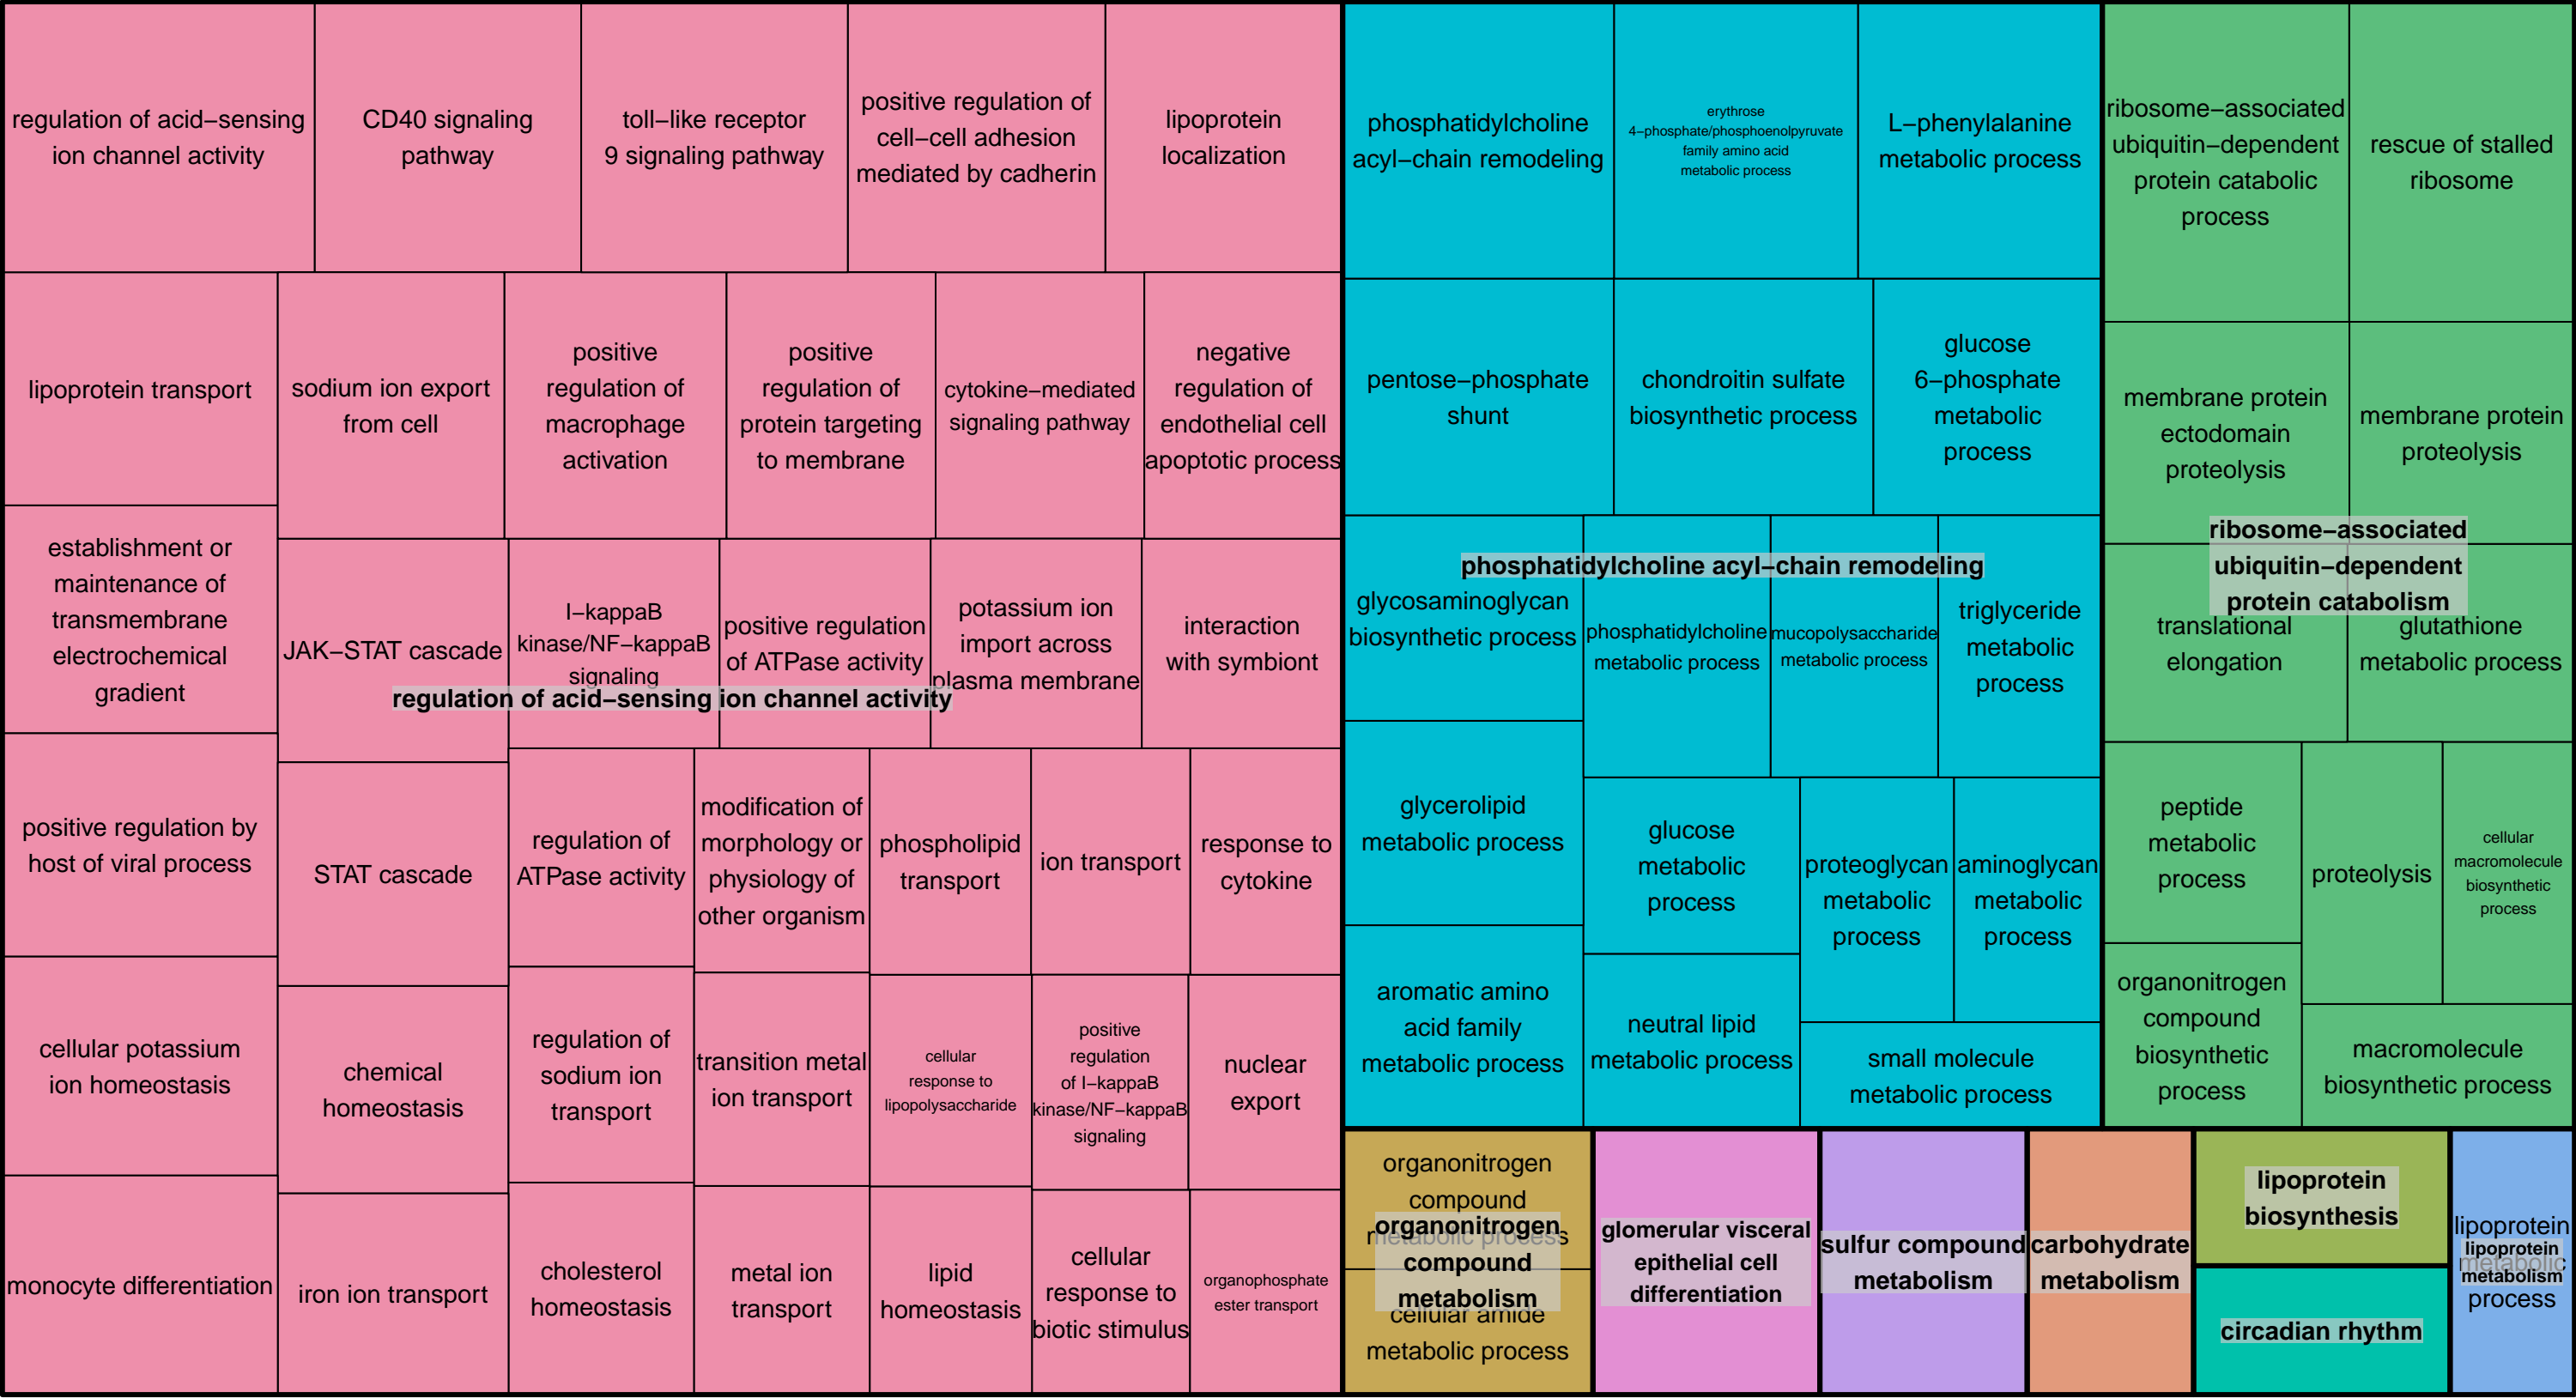 regulation of acid−sensing
ion channel activity
CD40 signaling
pathway
toll−like receptor
9 signaling pathway
positive regulation of
cell−cell adhesion
mediated by cadherin
lipoprotein
localization
lipoprotein transport
sodium ion export
from cell
positive
regulation of
macrophage
activation
positive
regulation of
protein targeting
to membrane
cytokine−mediated
signaling pathway
negative
regulation of
endothelial cell
apoptotic process
establishment or
maintenance of
transmembrane
electrochemical
gradient
JAK−STAT cascade
I−kappaB
kinase/NF−kappaB
signaling
positive regulation
of ATPase activity
potassium ion
import across
plasma membrane
interaction
with symbiont
regulation of acid−sensing ion channel activity
positive regulation by
host of viral process
STAT cascade
regulation of
ATPase activity
modification of
morphology or
physiology of
other organism
phospholipid
transport
ion transport
response to
cytokine
cellular potassium
ion homeostasis
chemical
homeostasis
regulation of
sodium ion
transport
transition metal
ion transport
cellular
response to
lipopolysaccharide
positive
regulation
of I−kappaB
kinase/NF−kappaB
signaling
nuclear
export
monocyte differentiation
iron ion transport
cholesterol
homeostasis
metal ion
transport
lipid
homeostasis
cellular
response to
biotic stimulus
organophosphate
ester transport
phosphatidylcholine
acyl−chain remodeling
erythrose
4−phosphate/phosphoenolpyruvate
family amino acid
metabolic process
L−phenylalanine
metabolic process
pentose−phosphate
shunt
chondroitin sulfate
biosynthetic process
glucose
6−phosphate
metabolic
process
phosphatidylcholine acyl−chain remodeling
glycosaminoglycan
biosynthetic process
phosphatidylcholine
metabolic process
mucopolysaccharide
metabolic process
triglyceride
metabolic
process
glycerolipid
metabolic process
glucose
metabolic
process
proteoglycan
metabolic
process
aminoglycan
metabolic
process
aromatic amino
acid family
metabolic process
neutral lipid
metabolic process
small molecule
metabolic process
ribosome−associated
ubiquitin−dependent
protein catabolic
process
rescue of stalled
ribosome
membrane protein
ectodomain
proteolysis
membrane protein
proteolysis
ribosome−associated
ubiquitin−dependent
protein catabolism
translational
elongation
glutathione
metabolic process
peptide
metabolic
process
proteolysis
cellular
macromolecule
biosynthetic
process
organonitrogen
compound
biosynthetic
process
macromolecule
biosynthetic process
organonitrogen
compound
metabolic process
organonitrogen
compound
metabolism
cellular amide
metabolic process
glomerular visceral
epithelial cell
differentiation
sulfur compound
metabolism
carbohydrate
metabolism
lipoprotein
biosynthesis
circadian rhythm
lipoprotein
metabolic
process
lipoprotein
metabolism